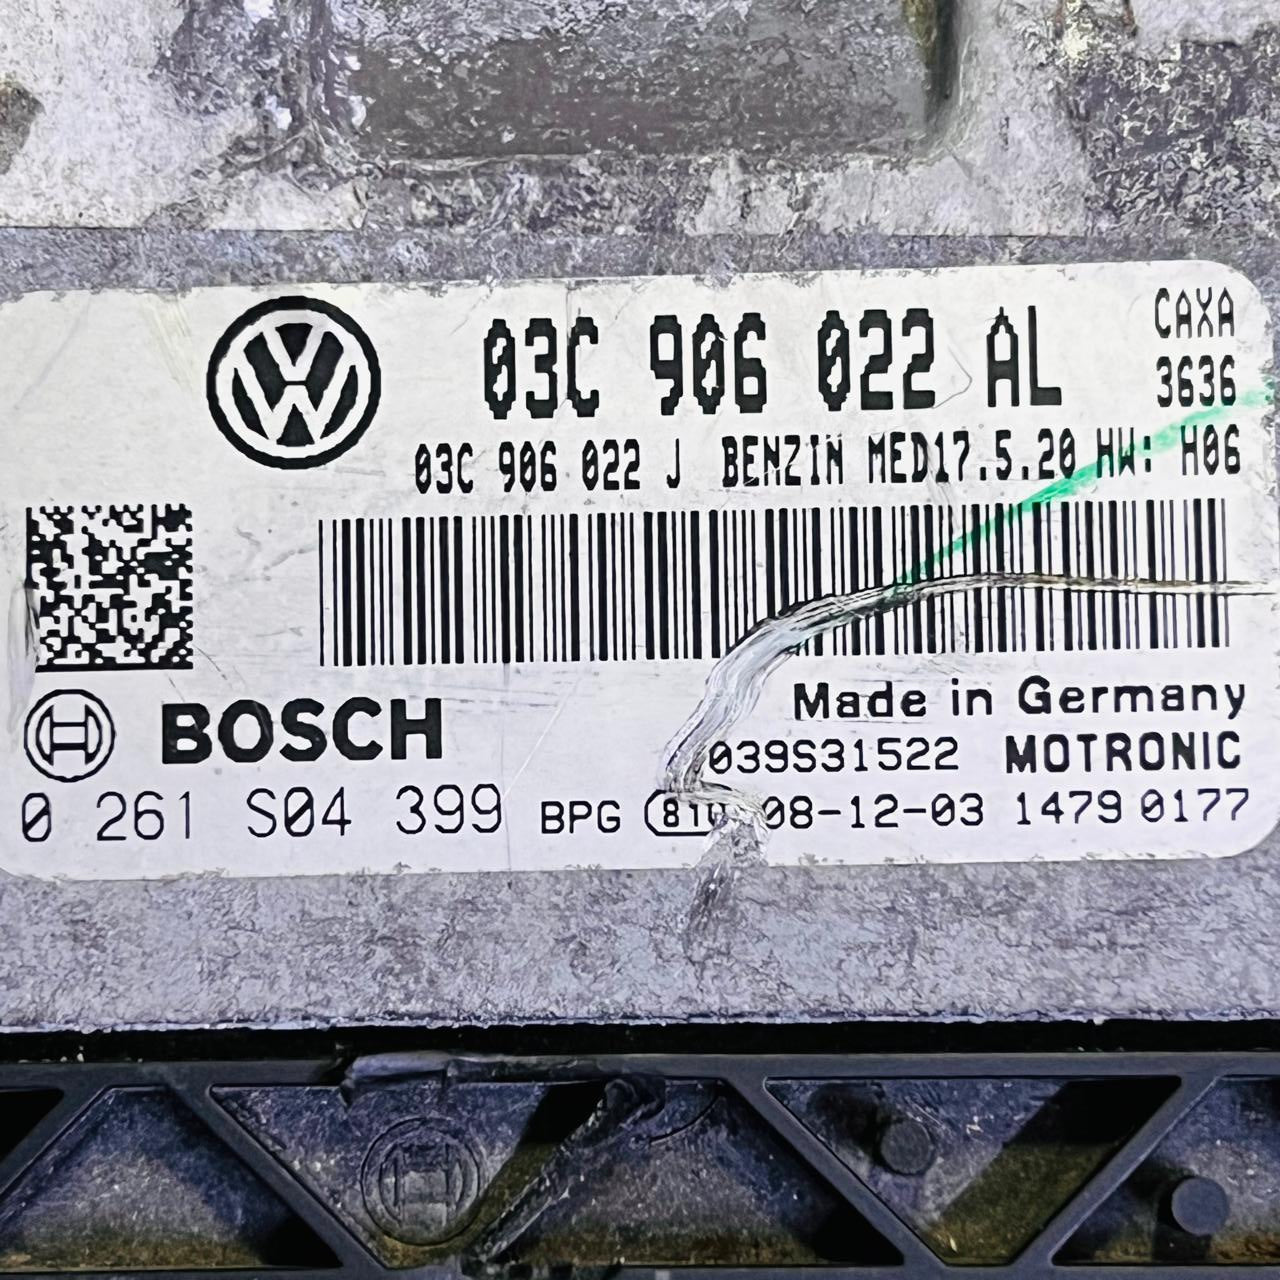 03C 906 022 AL
CAXA
3636
03C 906 022 J BENZIN MED17.5.20 HW: H06
Made in Germany
BOSCH
039S31522 MOTRONIC
0 261 S04 399 BPG 08-12-03 1479 0177